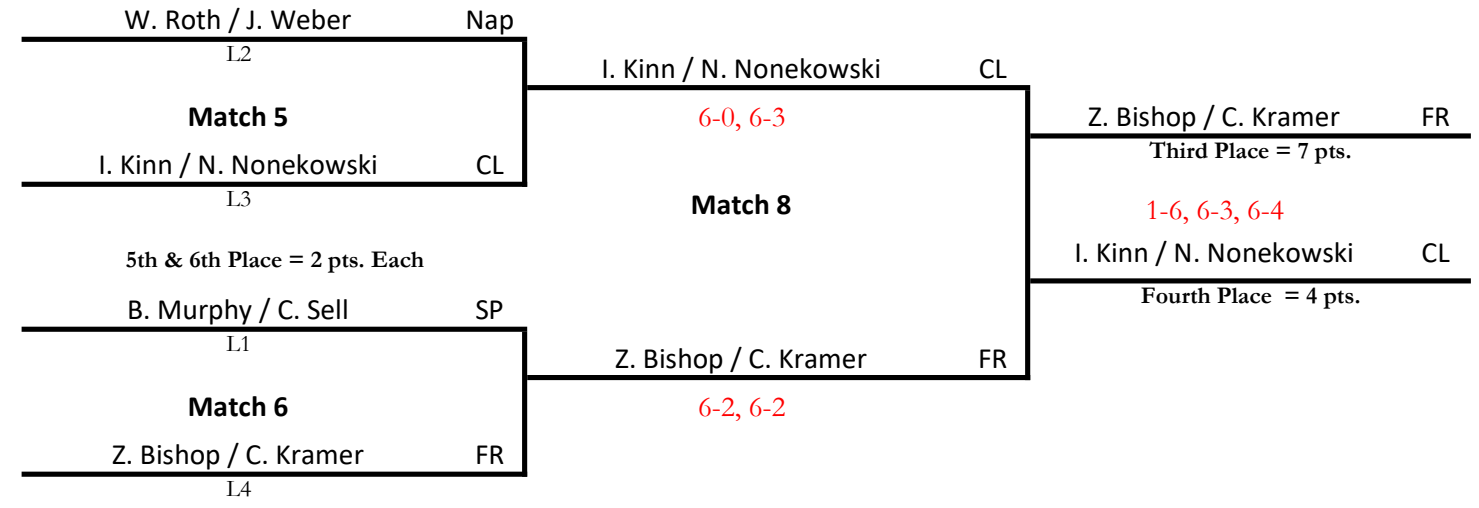 W. Roth / J. Weber Nap
L2
Match 5
I. Kinn / N. Nonekowski CL
L3
5th & 6th Place = 2 pts. Each
B. Murphy / C. Sell SP
L1
Match 6
Z. Bishop / C. Kramer FR
L4
I. Kinn / N. Nonekowski CL
6-0, 6-3
Match 8
Z. Bishop / C. Kramer FR
6-2, 6-2
Z. Bishop / C. Kramer FR
Third Place = 7 pts.
1-6, 6-3, 6-4
I. Kinn / N. Nonekowski CL
Fourth Place = 4 pts.